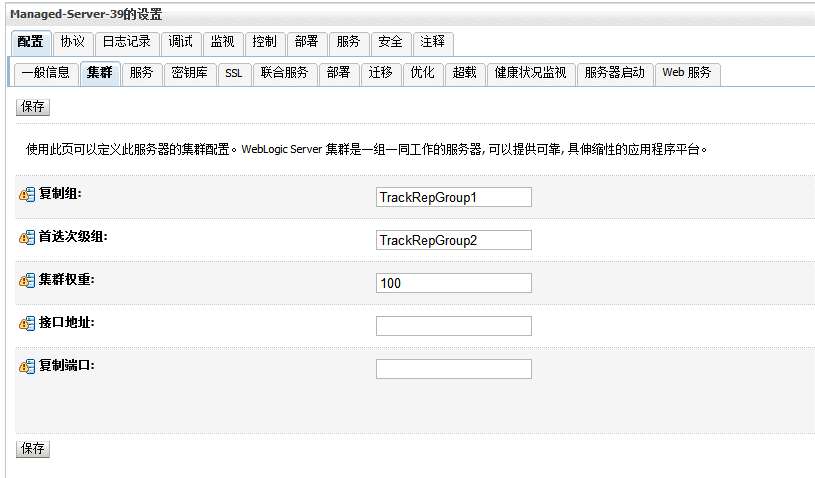 Managed-Server-39的设置
配置 协议 日志记录 调试 监视 控制 部署 服务 安全 注释
一般信息 集群 服务 密钥库 SSL 联合服务 部署 迁移 优化 超载 健康状况监视 服务器启动 Web 服务
保存
使用此页可以定义此服务器的集群配置。WebLogic Server 集群是一组一同工作的服务器, 可以提供可靠, 具伸缩性的应用程序平台。
复制组: TrackRepGroup1
首选次级组: TrackRepGroup2
集群权重: 100
接口地址:
复制端口:
保存